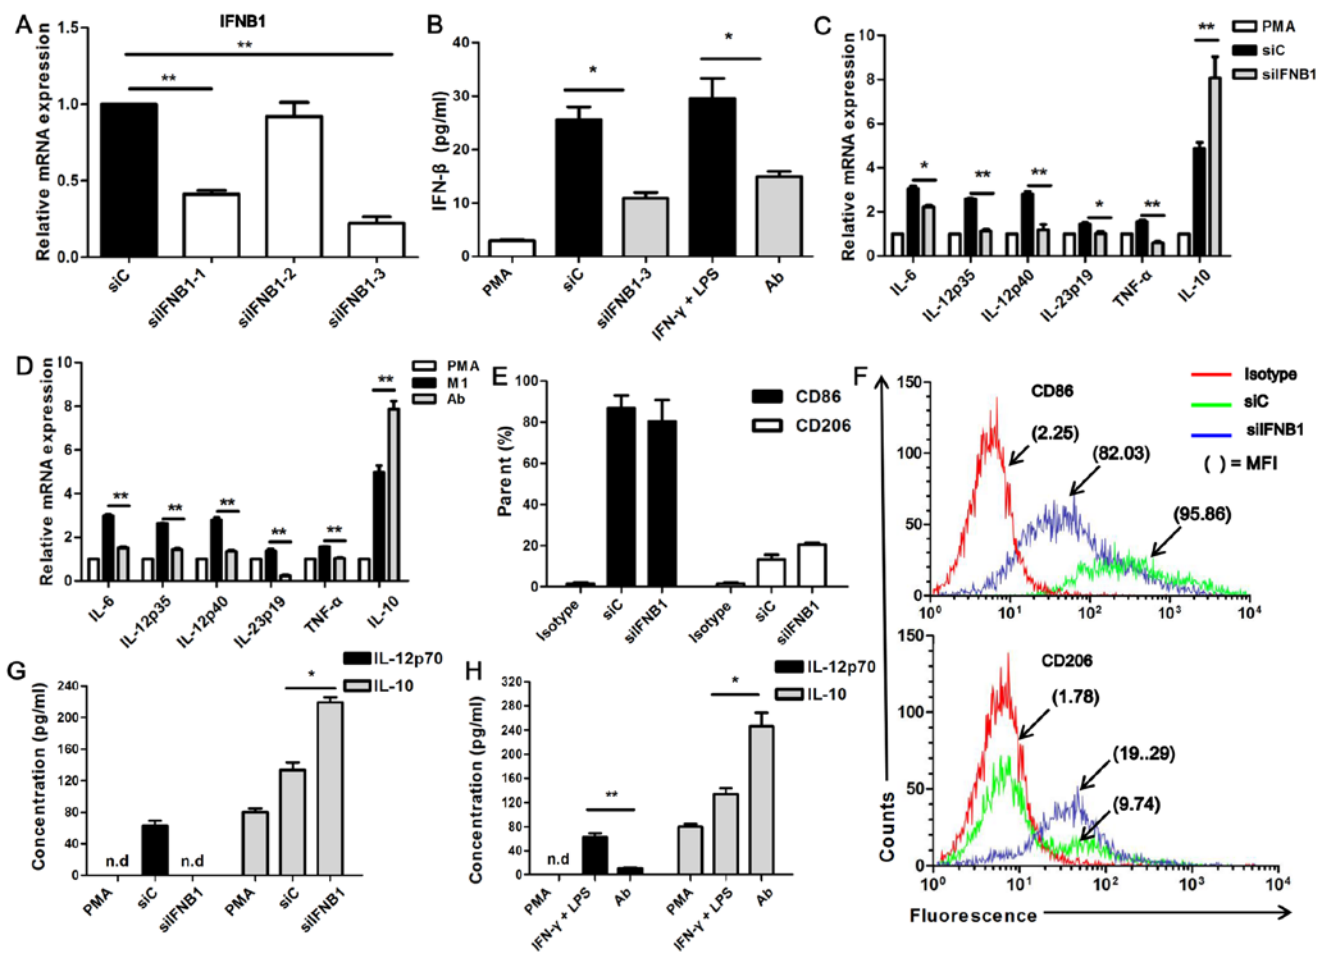 A
IFNB1
Relative mRNA expression
1.5
1.0
0.5
0.0
**
**
siC
siIFNB1-1
siIFNB1-2
siIFNB1-3
B
IFN-β (pg/ml)
40
30
20
10
0
*
*
PMA
siC
siIFNB1-3
IFN-γ + LPS
Ab
C
Relative mRNA expression
10
8
6
4
2
0
*
**
**
*
**
**
PMA
siC
siIFNB1
IL-6
IL-12p35
IL-12p40
IL-23p19
TNF-α
IL-10
D
Relative mRNA expression
10
8
6
4
2
0
**
**
**
**
**
**
PMA
M1
Ab
IL-6
IL-12p35
IL-12p40
IL-23p19
TNF-α
IL-10
E
Parent (%)
100
80
60
40
20
0
CD86
CD206
Isotype
siC
siIFNB1
Isotype
siC
siIFNB1
F
150
100
50
0
CD86
(2.25)
(82.03)
(95.86)
Isotype
siC
siIFNB1
( ) = MFI
10⁰
10¹
10²
10³
10⁴
150
100
50
0
CD206
(1.78)
(19..29)
(9.74)
10⁰
10¹
10²
10³
10⁴
Counts
Fluorescence
G
Concentration (pg/ml)
240
200
160
120
80
40
0
IL-12p70
IL-10
n.d
n.d
*
PMA
siC
siIFNB1
PMA
siC
siIFNB1
H
Concentration (pg/ml)
320
280
240
200
160
120
80
40
0
IL-12p70
IL-10
n.d
**
*
PMA
IFN-γ + LPS
Ab
PMA
IFN-γ + LPS
Ab